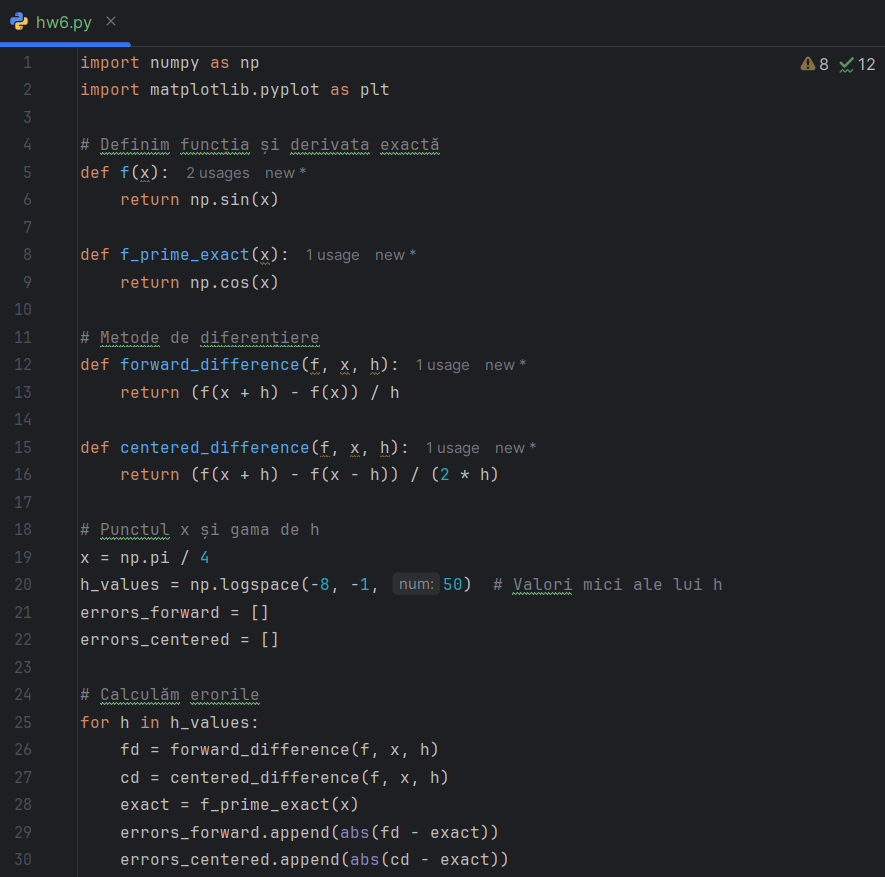 hw6.py ×
⚠ 8 ✓ 12
1 import numpy as np
2 import matplotlib.pyplot as plt
3
4 # Definim funcția și derivata exactă
5 def f(x): 2 usages new *
6     return np.sin(x)
7
8 def f_prime_exact(x): 1 usage new *
9     return np.cos(x)
10
11 # Metode de diferențiere
12 def forward_difference(f, x, h): 1 usage new *
13     return (f(x + h) - f(x)) / h
14
15 def centered_difference(f, x, h): 1 usage new *
16     return (f(x + h) - f(x - h)) / (2 * h)
17
18 # Punctul x și gama de h
19 x = np.pi / 4
20 h_values = np.logspace(-8, -1, num: 50)  # Valori mici ale lui h
21 errors_forward = []
22 errors_centered = []
23
24 # Calculăm erorile
25 for h in h_values:
26     fd = forward_difference(f, x, h)
27     cd = centered_difference(f, x, h)
28     exact = f_prime_exact(x)
29     errors_forward.append(abs(fd - exact))
30     errors_centered.append(abs(cd - exact))